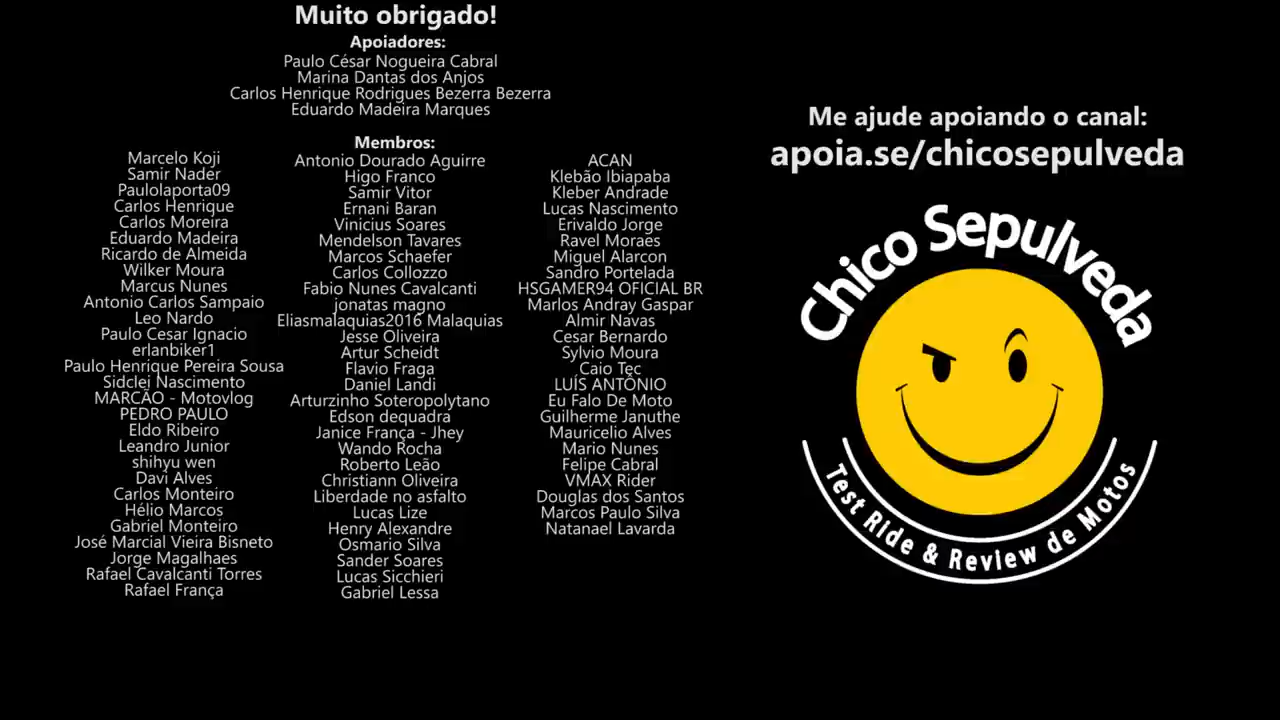 Muito obrigado!
Apoiadores:
Paulo César Nogueira Cabral
Marina Dantas dos Anjos
Carlos Henrique Rodrigues Bezerra Bezerra
Eduardo Madeira Marques
Membros:
Marcelo Koji
Samir Nader
Paulolaporta09
Carlos Henrique
Carlos Moreira
Eduardo Madeira
Ricardo de Almeida
Wilker Moura
Marcus Nunes
Antonio Carlos Sampaio
Leo Nardo
Paulo Cesar Ignacio
erlanbiker1
Paulo Henrique Pereira Sousa
Sidclei Nascimento
MARCÃO - Motovlog
PEDRO PAULO
Eldo Ribeiro
Leandro Junior
shihyu wen
Davi Alves
Carlos Monteiro
Hélio Marcos
Gabriel Monteiro
José Marcial Vieira Bisneto
Jorge Magalhaes
Rafael Cavalcanti Torres
Rafael França
Antonio Dourado Aguirre
Higo Franco
Samir Vitor
Ernani Baran
Vinicius Soares
Mendelson Tavares
Marcos Schaefer
Carlos Collozzo
Fabio Nunes Cavalcanti
jonatas magno
Eliasmalaquias2016 Malaquias
Jesse Oliveira
Artur Scheidt
Flavio Fraga
Daniel Landi
Arturzinho Soteropolytano
Edson dequadra
Janice França - Jhey
Wando Rocha
Roberto Leão
Christiann Oliveira
Liberdade no asfalto
Lucas Lize
Henry Alexandre
Osmario Silva
Sander Soares
Lucas Sicchieri
Gabriel Lessa
ACAN
Klebão Ibiapaba
Kleber Andrade
Lucas Nascimento
Erivaldo Jorge
Ravel Moraes
Miguel Alarcon
Sandro Portelada
HSGAMER94 OFICIAL BR
Marlos Andray Gaspar
Almir Navas
Cesar Bernardo
Sylvio Moura
Caio Tec
LUÍS ANTÔNIO
Eu Falo De Moto
Guilherme Januthe
Mauricelio Alves
Mario Nunes
Felipe Cabral
VMAX Rider
Douglas dos Santos
Marcos Paulo Silva
Natanael Lavarda
Me ajude apoiando o canal:
apoia.se/chicosepulveda
Chico Sepulveda
Test Ride & Review de Motos